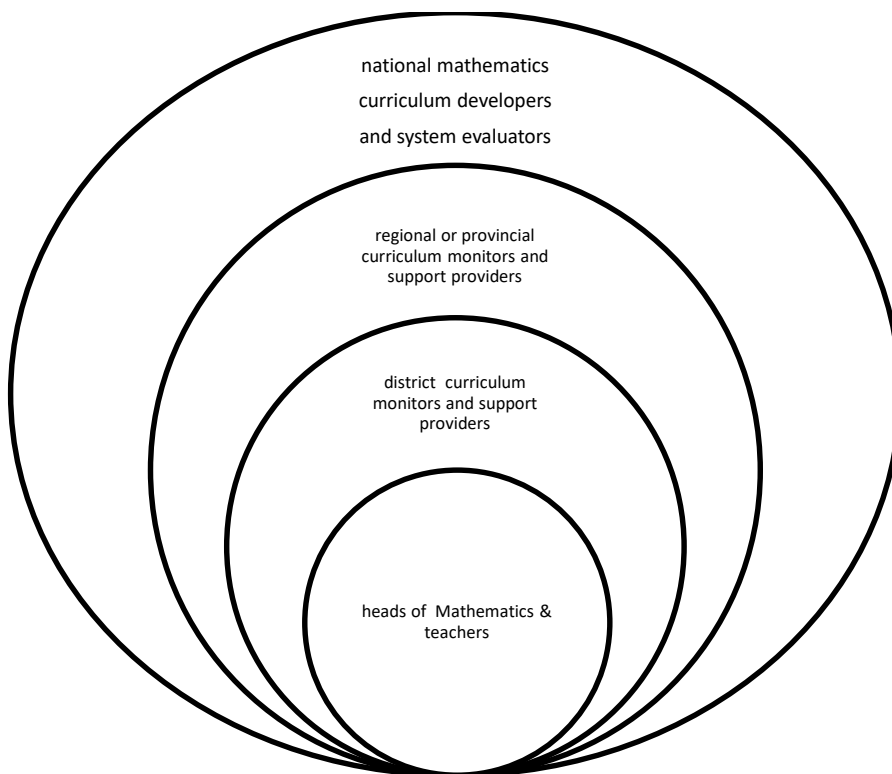 national mathematics
curriculum developers
and system evaluators
regional or provincial
curriculum monitors and
support providers
district  curriculum
monitors and support
providers
heads of  Mathematics &
teachers